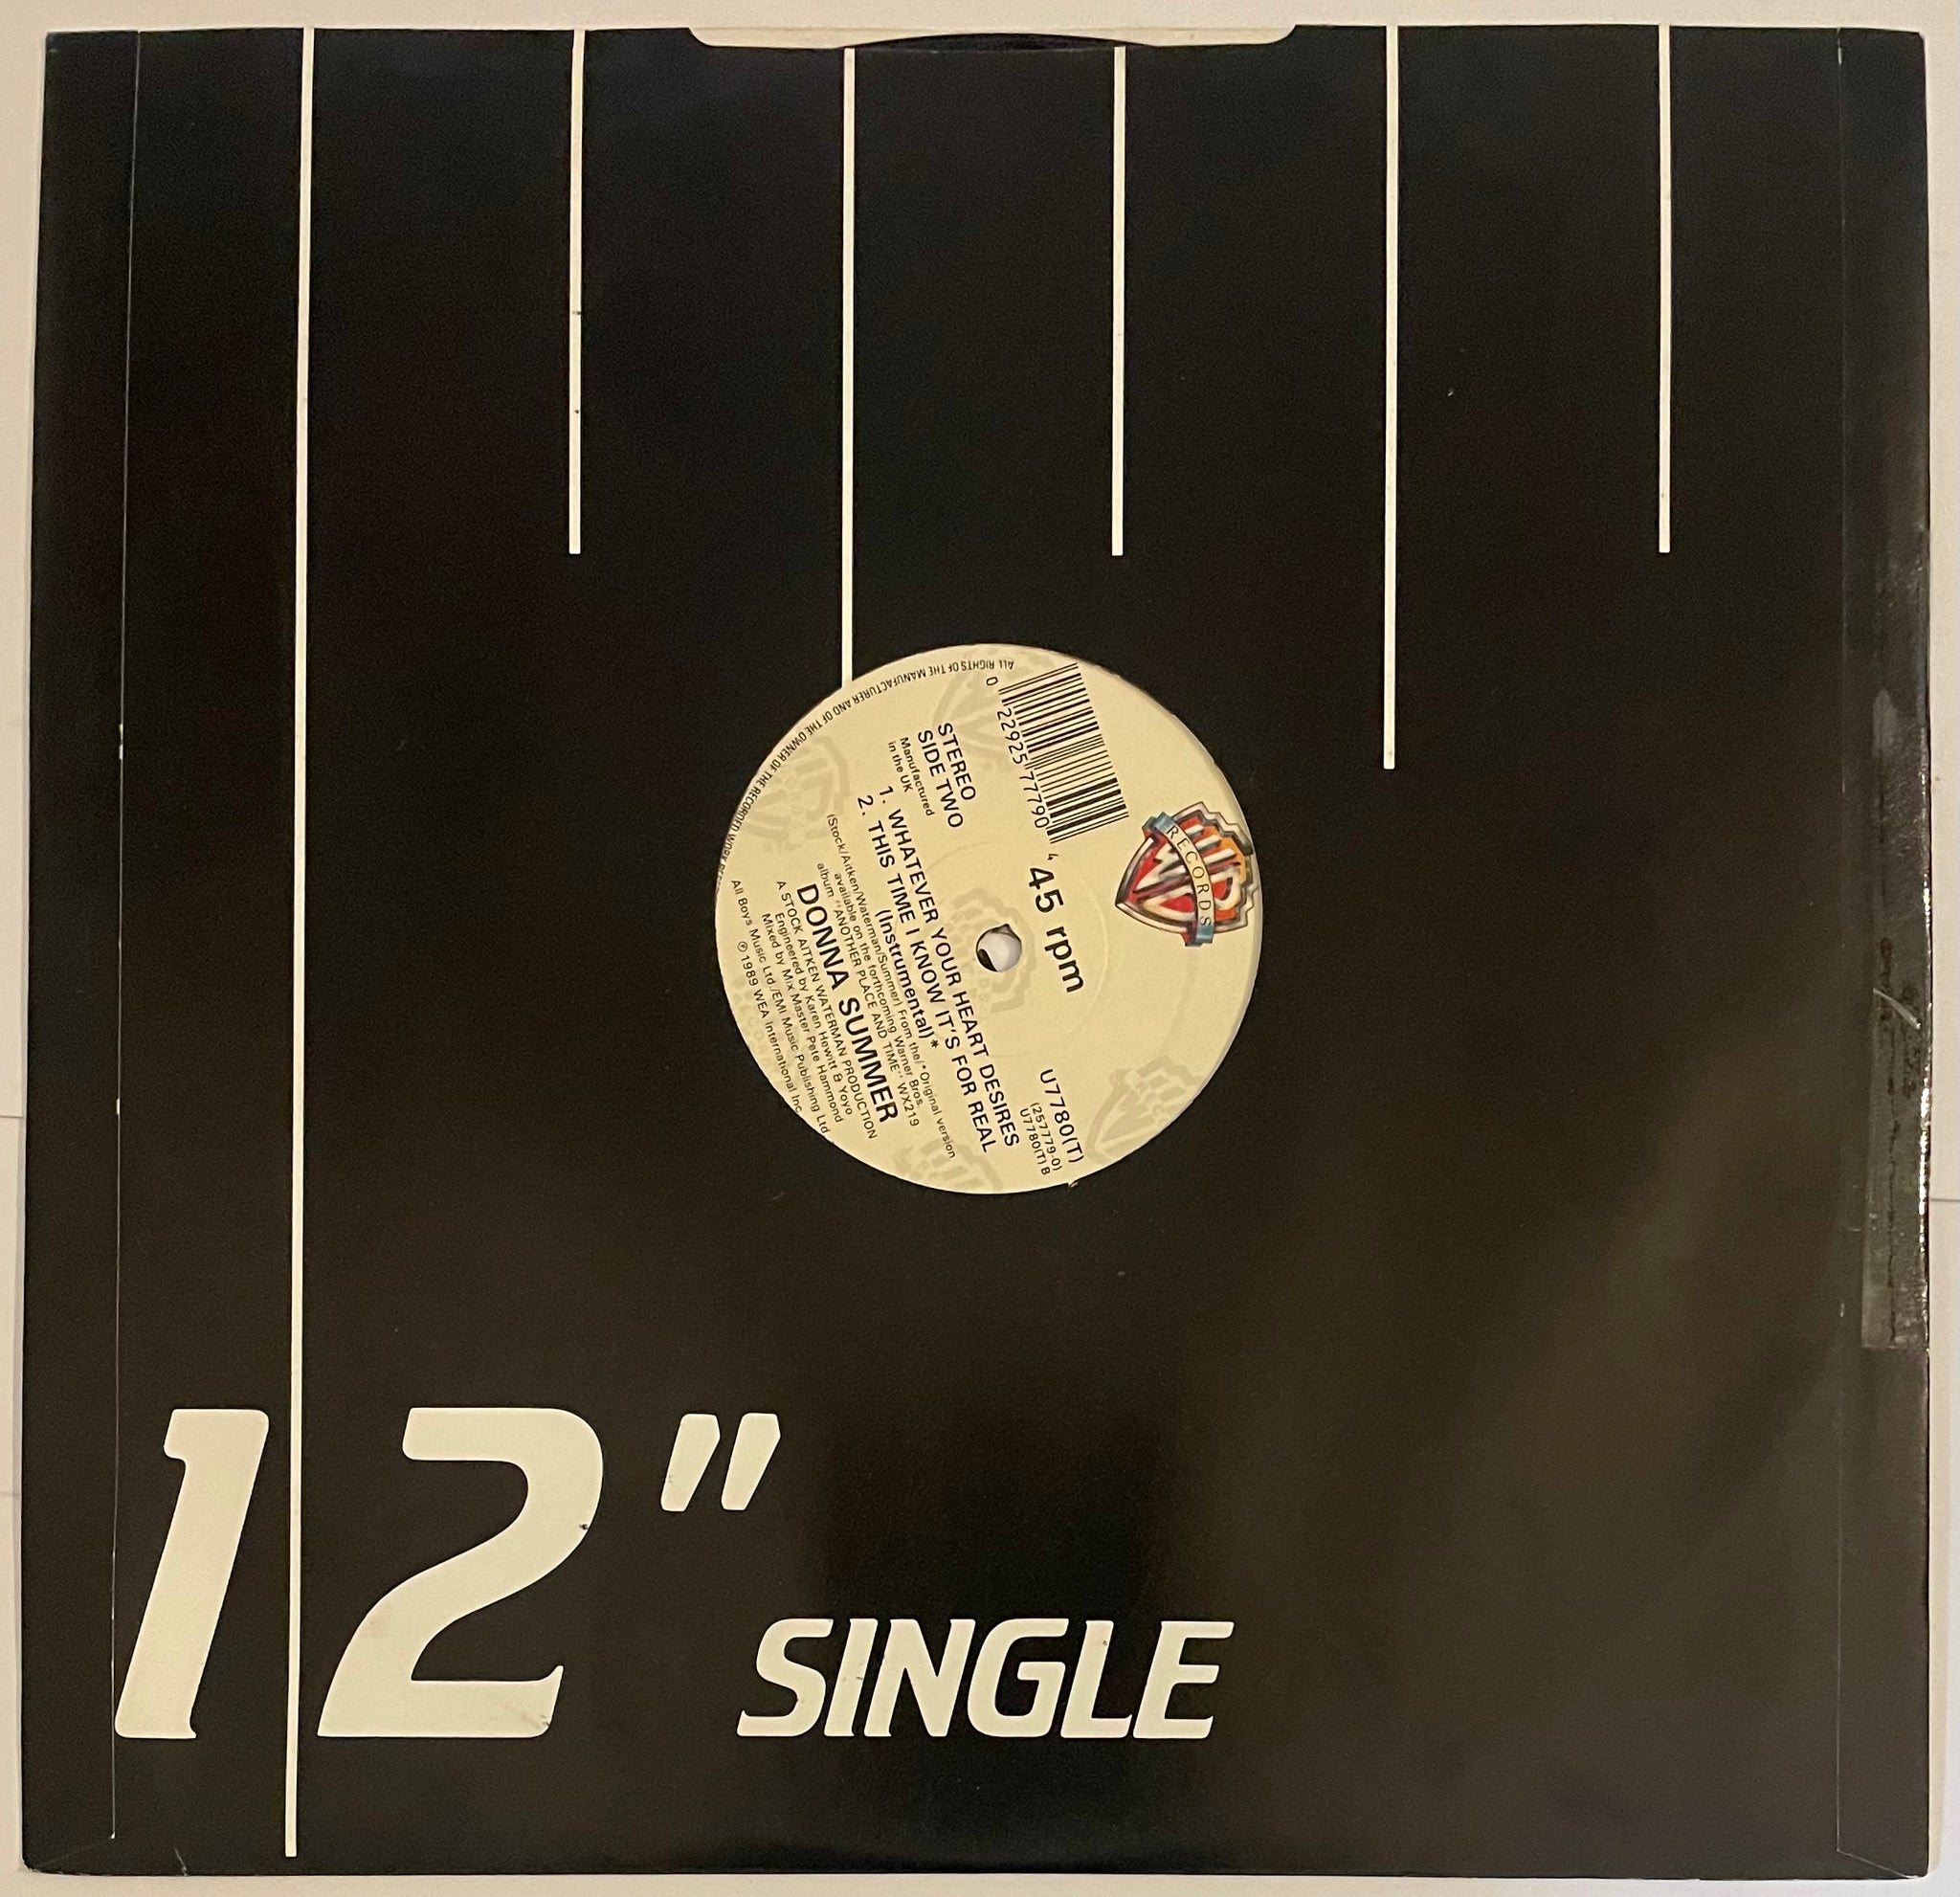 RECORDS
0 22925 77790 4
45 rpm
STEREO
SIDE TWO
Manufactured
in the UK
U7780(T)
(257779-0)
U7780(T) B
1. WHATEVER YOUR HEART DESIRES
2. THIS TIME I KNOW IT'S FOR REAL
(Instrumental)*
(Stock/Aitken/Waterman/Summer) From the/*Original version
available on the forthcoming Warner Bros.
album "ANOTHER PLACE AND TIME" WX219
DONNA SUMMER
A STOCK AITKEN WATERMAN PRODUCTION
Engineered by Karen Hewitt & Yoyo
Mixed by Mix Master Pete Hammond
All Boys Music Ltd./EMI Music Publishing Ltd
℗ 1989 WEA International Inc.
ALL RIGHTS OF THE MANUFACTURER AND OF THE OWNER OF THE RECORDED WORK
12"
SINGLE